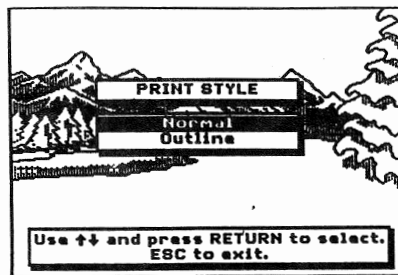 PRINT STYLE
Normal
Outline
Use ↑↓ and press RETURN to select.
ESC to exit.